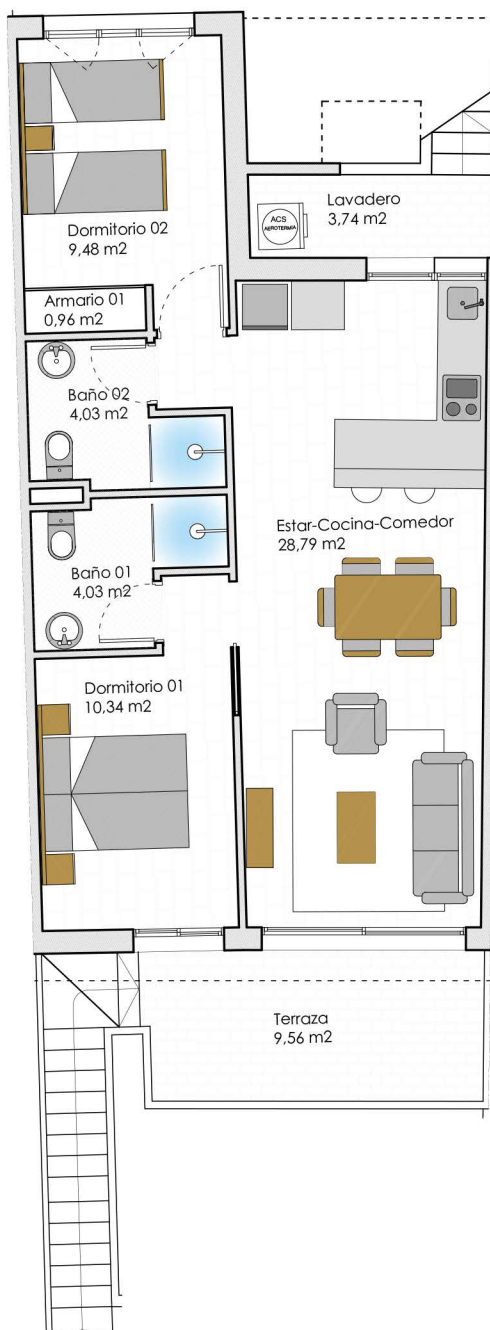 Lavadero
3,74 m2
ACS
AEROTERMIA
Dormitorio 02
9,48 m2
Armario 01
0,96 m2
Baño 02
4,03 m2
Estar-Cocina-Comedor
28,79 m2
Baño 01
4,03 m2
Dormitorio 01
10,34 m2
Terraza
9,56 m2